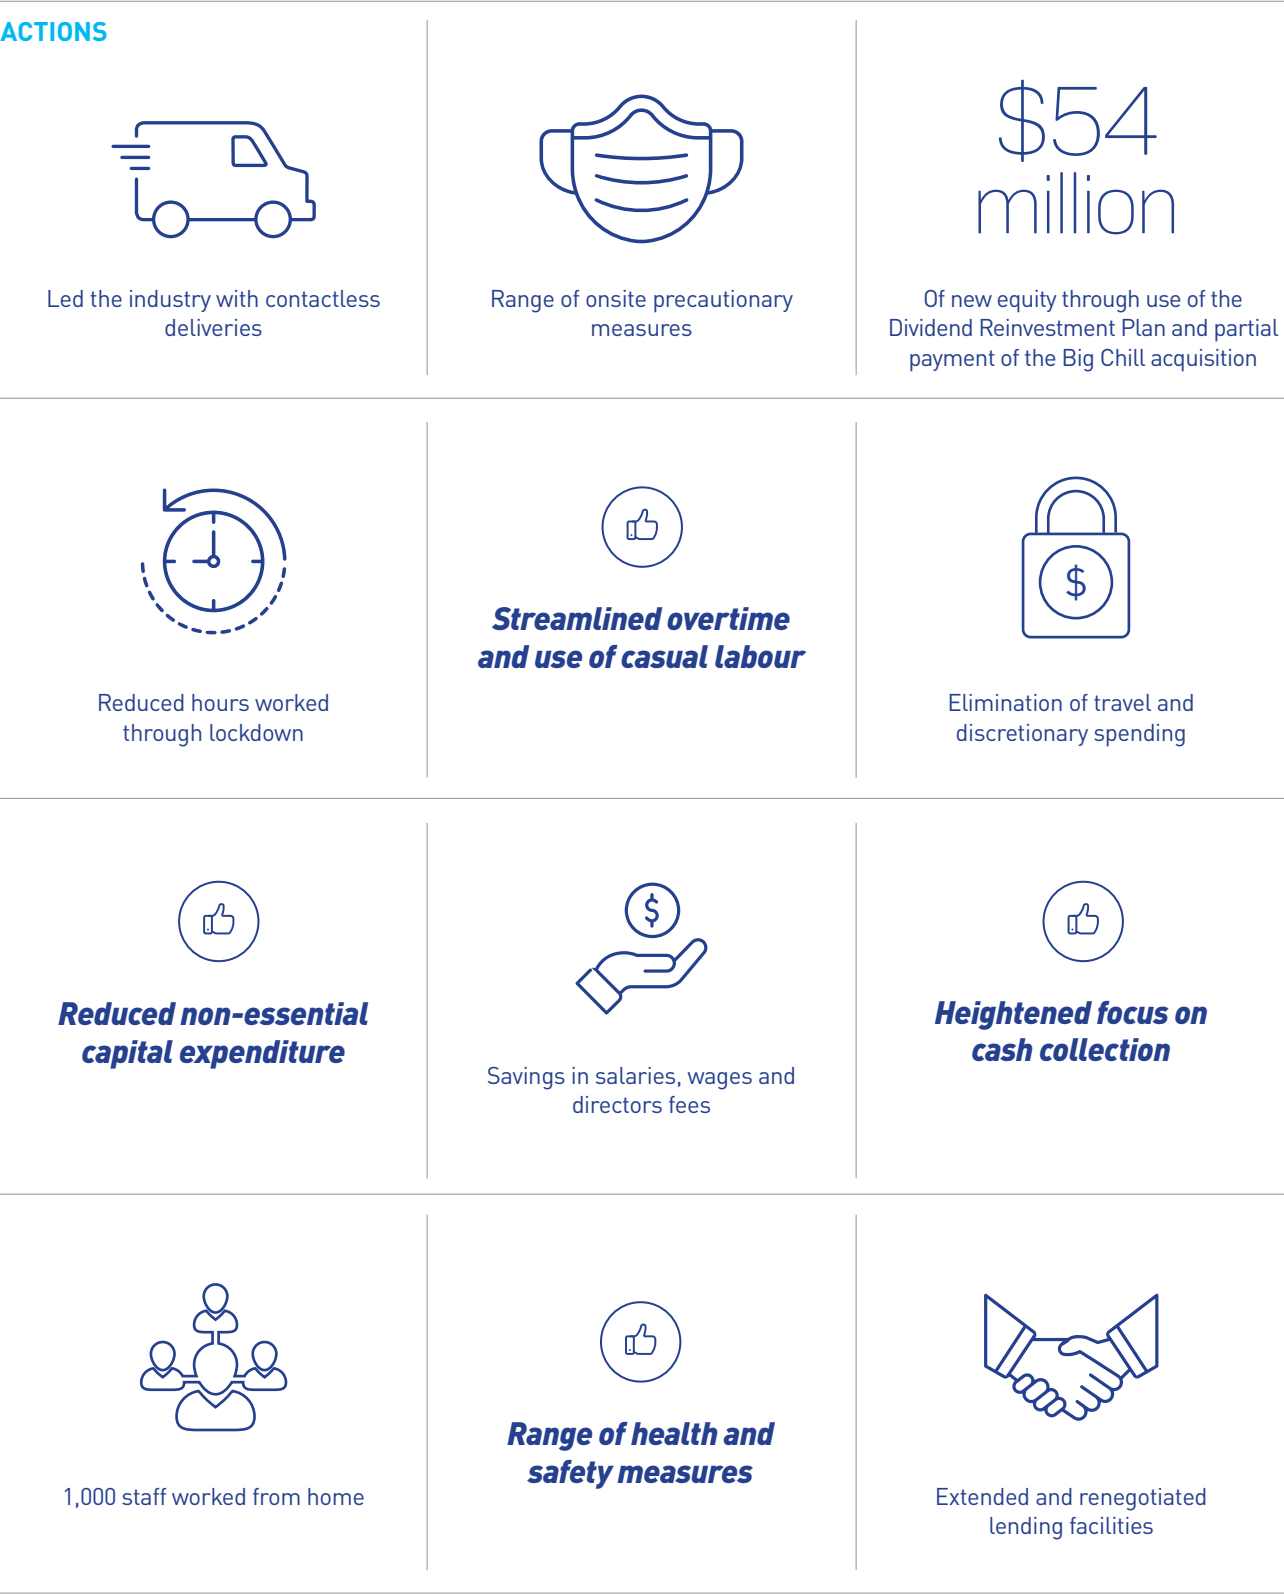 ACTIONS
Led the industry with contactless
deliveries
Range of onsite precautionary
measures
$54
million
Of new equity through use of the
Dividend Reinvestment Plan and partial
payment of the Big Chill acquisition
Reduced hours worked
through lockdown
Streamlined overtime
and use of casual labour
$
Elimination of travel and
discretionary spending
Reduced non-essential
capital expenditure
$
Savings in salaries, wages and
directors fees
Heightened focus on
cash collection
1,000 staff worked from home
Range of health and
safety measures
Extended and renegotiated
lending facilities